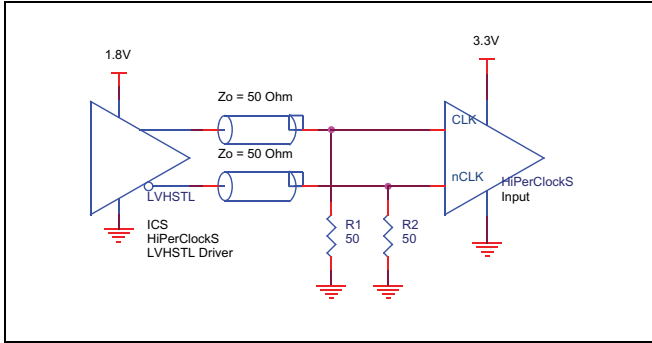 1.8V
3.3V
Zo = 50 Ohm
CLK
Zo = 50 Ohm
nCLK
HiPerClockS
Input
LVHSTL
ICS
HiPerClockS
LVHSTL Driver
R1
50
R2
50